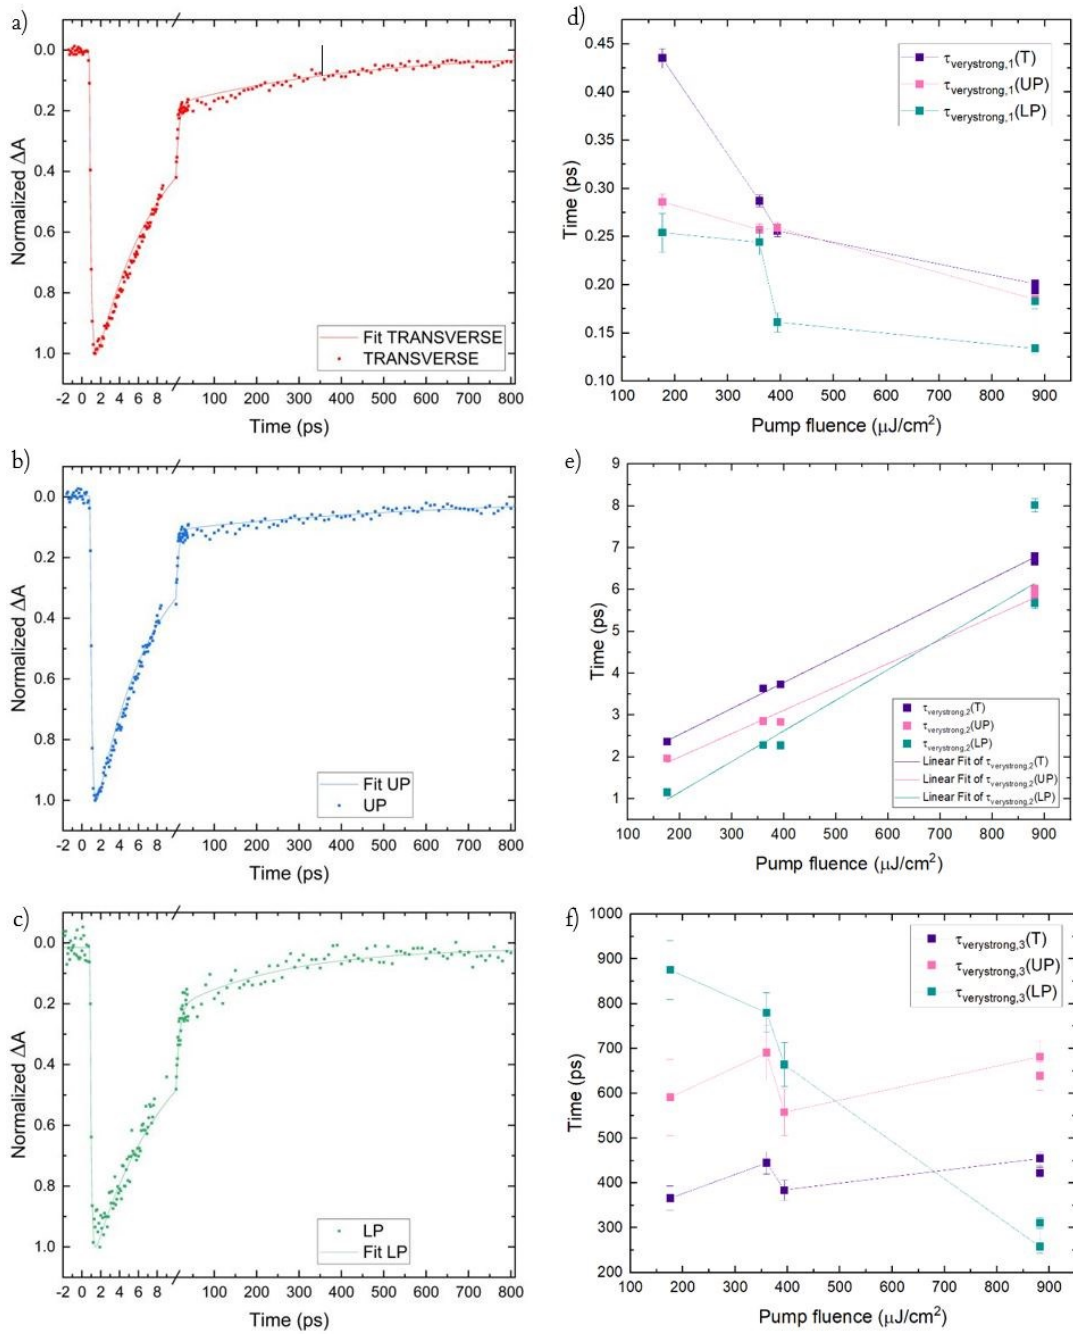 a)
0.0
0.2
0.4
0.6
0.8
1.0
Normalized ΔA
Fit TRANSVERSE
TRANSVERSE
-2 0 2 4 6 8 100 200 300 400 500 600 700 800
Time (ps)
b)
0.0
0.2
0.4
0.6
0.8
1.0
Normalized ΔA
Fit UP
UP
-2 0 2 4 6 8 100 200 300 400 500 600 700 800
Time (ps)
c)
0.0
0.2
0.4
0.6
0.8
1.0
Normalized ΔA
LP
Fit LP
-2 0 2 4 6 8 100 200 300 400 500 600 700 800
Time (ps)
d)
0.45
0.40
0.35
0.30
0.25
0.20
0.15
0.10
Time (ps)
τverystrong,1(T)
τverystrong,1(UP)
τverystrong,1(LP)
100 200 300 400 500 600 700 800 900
Pump fluence (μJ/cm²)
e)
9
8
7
6
5
4
3
2
1
Time (ps)
τverystrong,2(T)
τverystrong,2(UP)
τverystrong,2(LP)
Linear Fit of τverystrong,2(T)
Linear Fit of τverystrong,2(UP)
Linear Fit of τverystrong,2(LP)
100 200 300 400 500 600 700 800 900
Pump fluence (μJ/cm²)
f)
1000
900
800
700
600
500
400
300
200
Time (ps)
τverystrong,3(T)
τverystrong,3(UP)
τverystrong,3(LP)
100 200 300 400 500 600 700 800 900
Pump fluence (μJ/cm²)